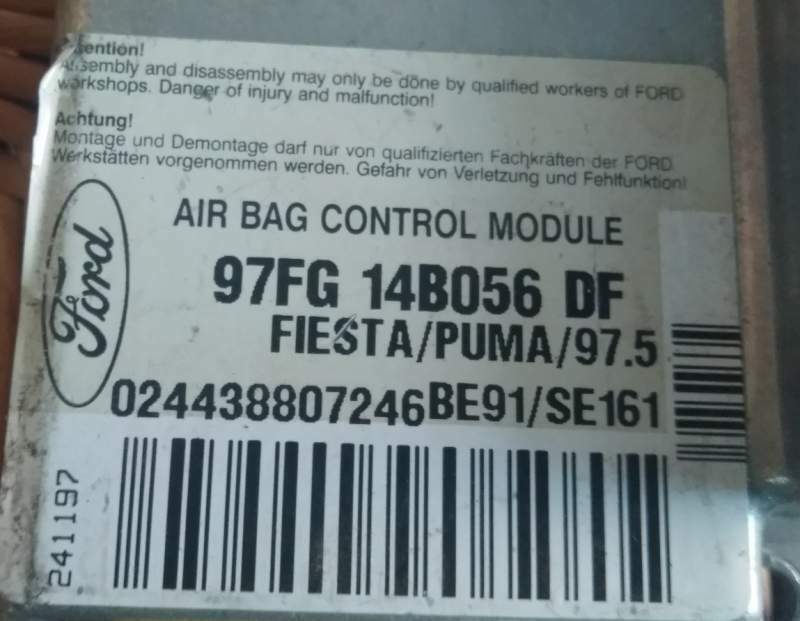 ention!
Assembly and disassembly may only be done by qualified workers of FORD
workshops. Danger of injury and malfunction!
Achtung!
Montage und Demontage darf nur von qualifizierten Fachkräften der FORD
Werkstätten vorgenommen werden. Gefahr von Verletzung und Fehlfunktion!
Ford
AIR BAG CONTROL MODULE
97FG 14B056 DF
FIESTA/PUMA/97.5
024438807246BE91/SE161
241197